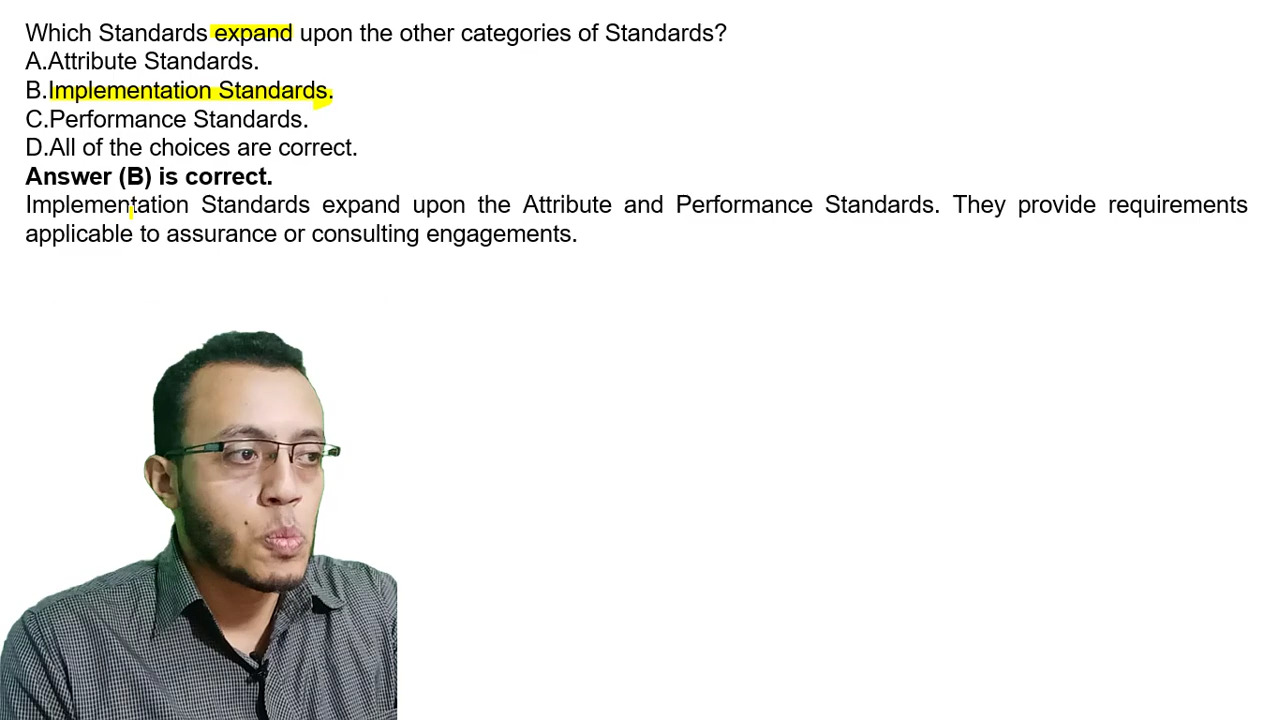 Which Standards expand upon the other categories of Standards?
A.Attribute Standards.
B.Implementation Standards.
C.Performance Standards.
D.All of the choices are correct.
Answer (B) is correct.
Implementation Standards expand upon the Attribute and Performance Standards. They provide requirements
applicable to assurance or consulting engagements.